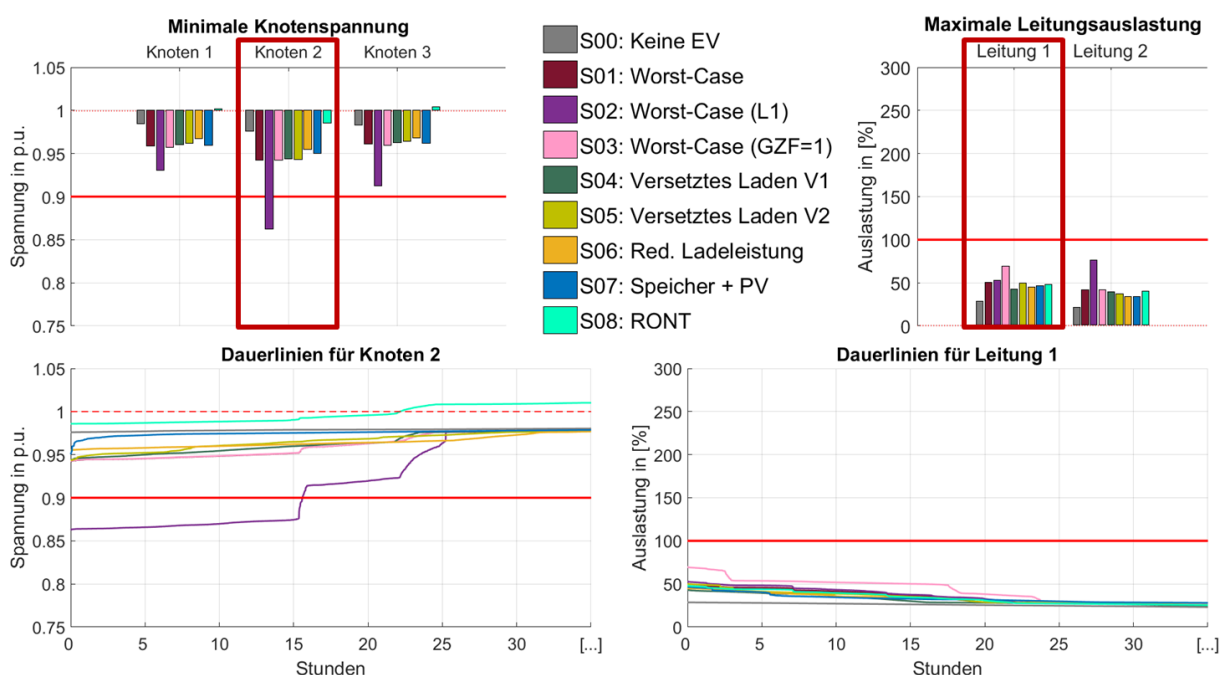 Minimale Knotenspannung
Knoten 1 Knoten 2 Knoten 3
1.05
1
0.95
0.9
0.85
0.8
0.75
Spannung in p.u.
S00: Keine EV
S01: Worst-Case
S02: Worst-Case (L1)
S03: Worst-Case (GZF=1)
S04: Versetztes Laden V1
S05: Versetztes Laden V2
S06: Red. Ladeleistung
S07: Speicher + PV
S08: RONT
Maximale Leitungsauslastung
Leitung 1 Leitung 2
300
250
200
150
100
50
0
Auslastung in [%]
Dauerlinien für Knoten 2
1.05
1
0.95
0.9
0.85
0.8
0.75
Spannung in p.u.
0 5 10 15 20 25 30 [...]
Stunden
Dauerlinien für Leitung 1
300
250
200
150
100
50
0
Auslastung in [%]
0 5 10 15 20 25 30 [...]
Stunden